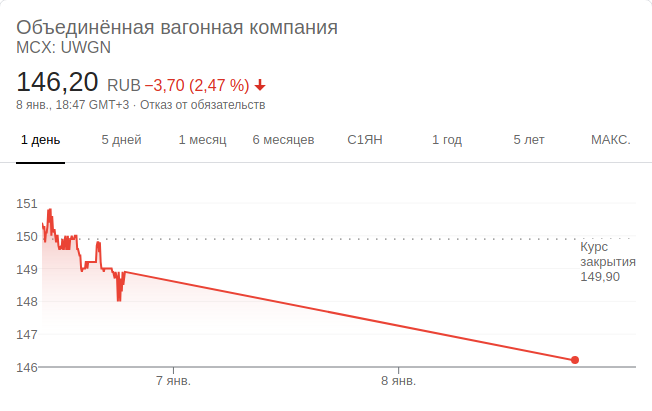 Объединённая вагонная компания
MCX: UWGN
146,20 RUB −3,70 (2,47 %)
8 янв., 18:47 GMT+3 · Отказ от обязательств
1 день 5 дней 1 месяц 6 месяцев С1ЯН 1 год 5 лет МАКС.
151
150
Курс
закрытия
149,90
149
148
147
146
7 янв. 8 янв.